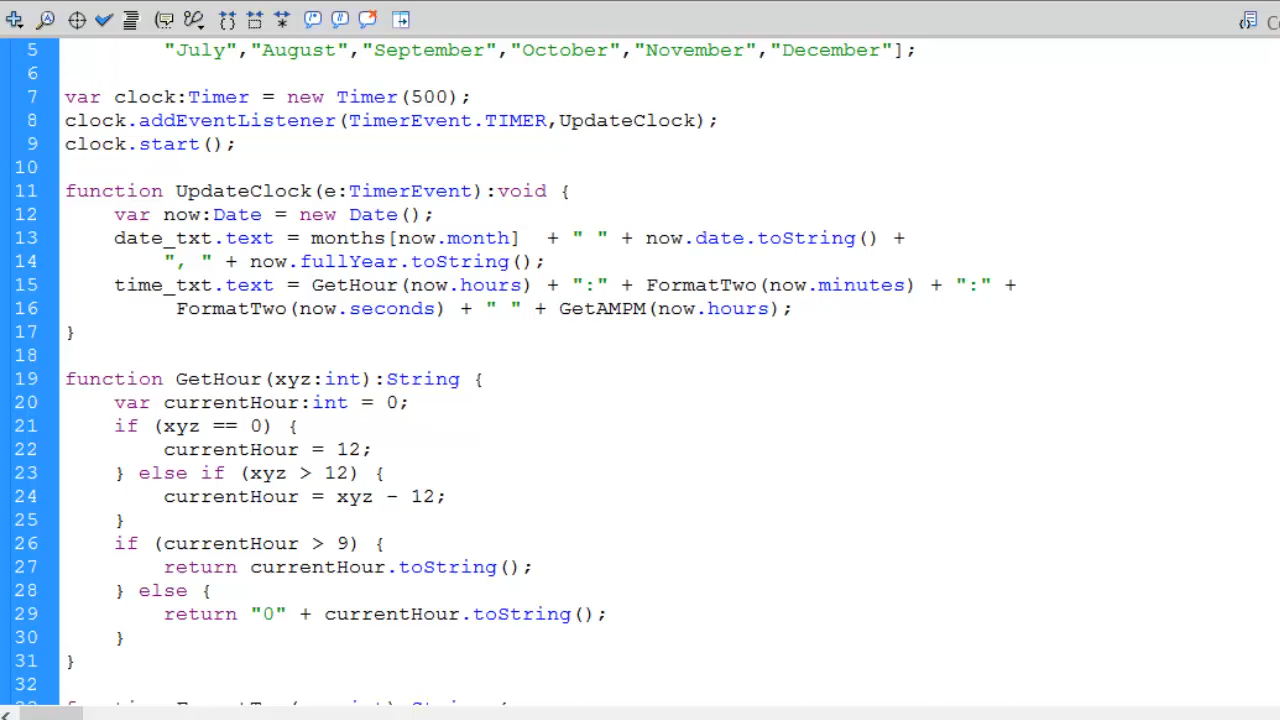 5 "July","August","September","October","November","December"];
6
7 var clock:Timer = new Timer(500);
8 clock.addEventListener(TimerEvent.TIMER,UpdateClock);
9 clock.start();
10
11 function UpdateClock(e:TimerEvent):void {
12 var now:Date = new Date();
13 date_txt.text = months[now.month] + " " + now.date.toString() +
14 ", " + now.fullYear.toString();
15 time_txt.text = GetHour(now.hours) + ":" + FormatTwo(now.minutes) + ":" +
16 FormatTwo(now.seconds) + " " + GetAMPM(now.hours);
17 }
18
19 function GetHour(xyz:int):String {
20 var currentHour:int = 0;
21 if (xyz == 0) {
22 currentHour = 12;
23 } else if (xyz > 12) {
24 currentHour = xyz - 12;
25 }
26 if (currentHour > 9) {
27 return currentHour.toString();
28 } else {
29 return "0" + currentHour.toString();
30 }
31 }
32